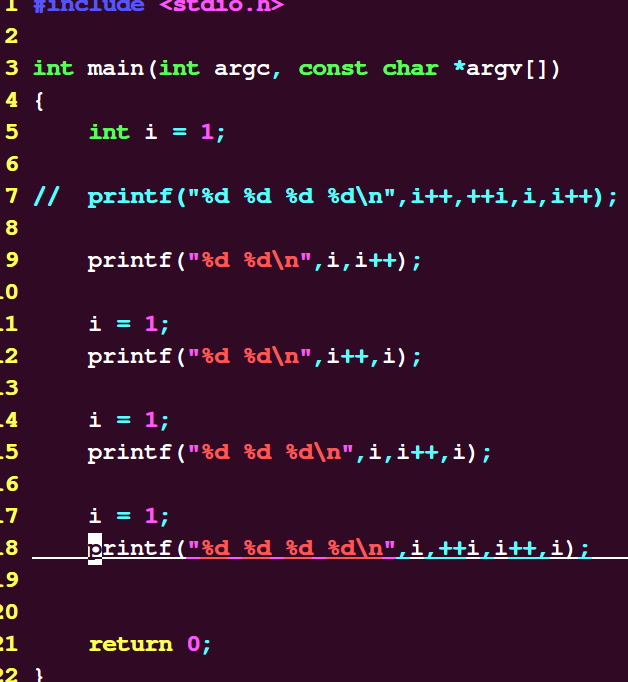 1 #include <stdio.h>
2
3 int main(int argc, const char *argv[])
4 {
5     int i = 1;
6
7 //  printf("%d %d %d %d\n",i++,++i,i,i++);
8
9     printf("%d %d\n",i,i++);
10
11     i = 1;
12     printf("%d %d\n",i++,i);
13
14     i = 1;
15     printf("%d %d %d\n",i,i++,i);
16
17     i = 1;
18     printf("%d %d %d %d\n",i,++i,i++,i);
19
20
21     return 0;
22 }